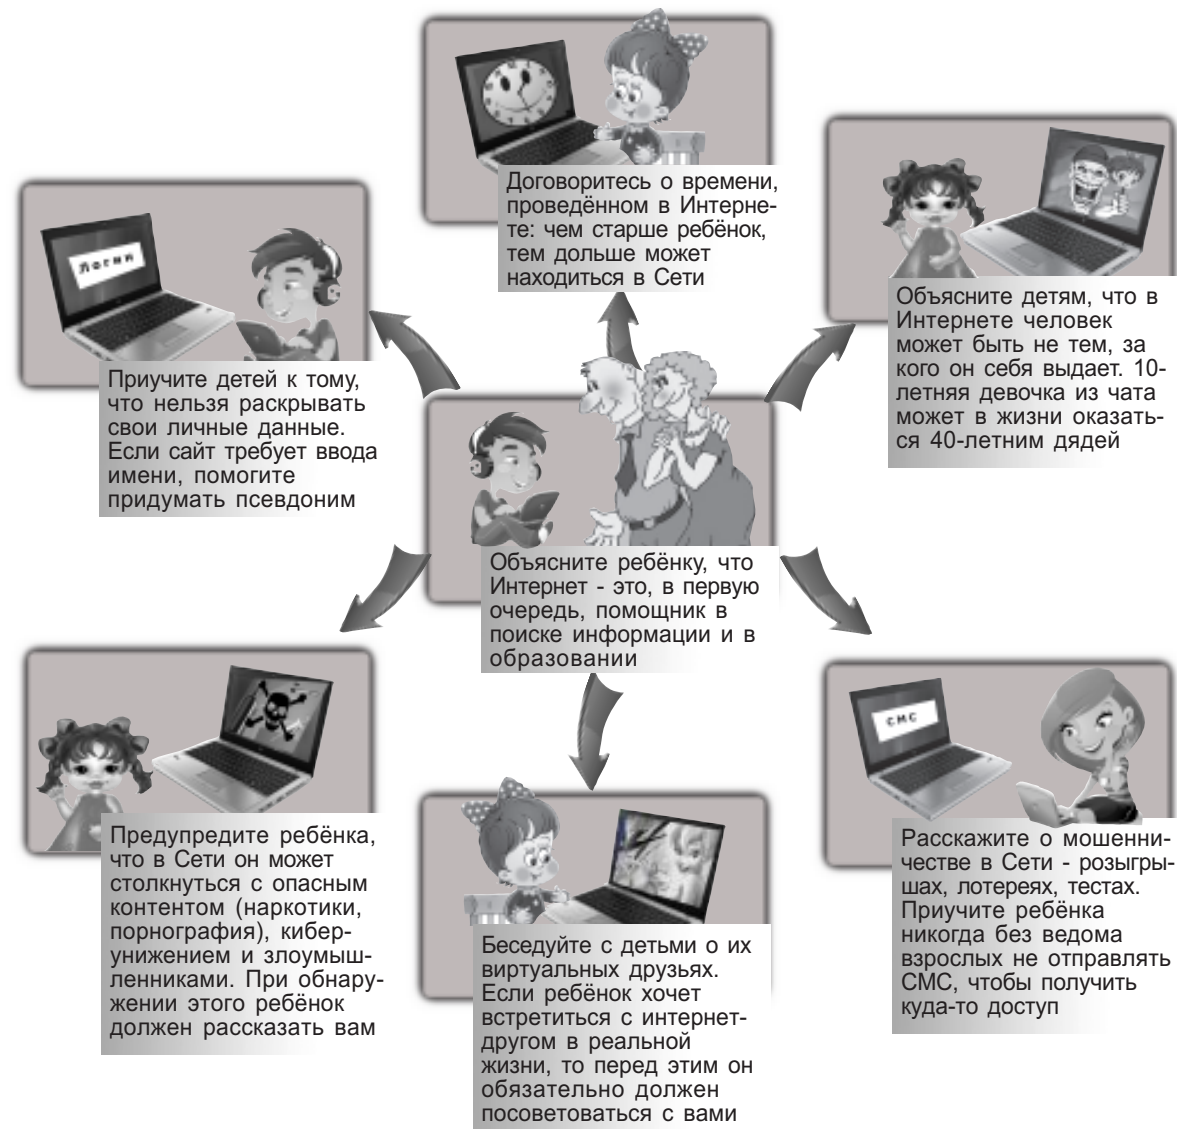 Договоритесь о времени,
проведённом в Интерне-
те: чем старше ребёнок,
тем дольше может
находиться в Сети
Логин
Приучите детей к тому,
что нельзя раскрывать
свои личные данные.
Если сайт требует ввода
имени, помогите
придумать псевдоним
Объясните детям, что в
Интернете человек
может быть не тем, за
кого он себя выдает. 10-
летняя девочка из чата
может в жизни оказать-
ся 40-летним дядей
Объясните ребёнку, что
Интернет - это, в первую
очередь, помощник в
поиске информации и в
образовании
Предупредите ребёнка,
что в Сети он может
столкнуться с опасным
контентом (наркотики,
порнография), кибер-
унижением и злоумыш-
ленниками. При обнару-
жении этого ребёнок
должен рассказать вам
Беседуйте с детьми о их
виртуальных друзьях.
Если ребёнок хочет
встретиться с интернет-
другом в реальной
жизни, то перед этим он
обязательно должен
посоветоваться с вами
СМС
Расскажите о мошенни-
честве в Сети - розыгры-
шах, лотереях, тестах.
Приучите ребёнка
никогда без ведома
взрослых не отправлять
СМС, чтобы получить
куда-то доступ